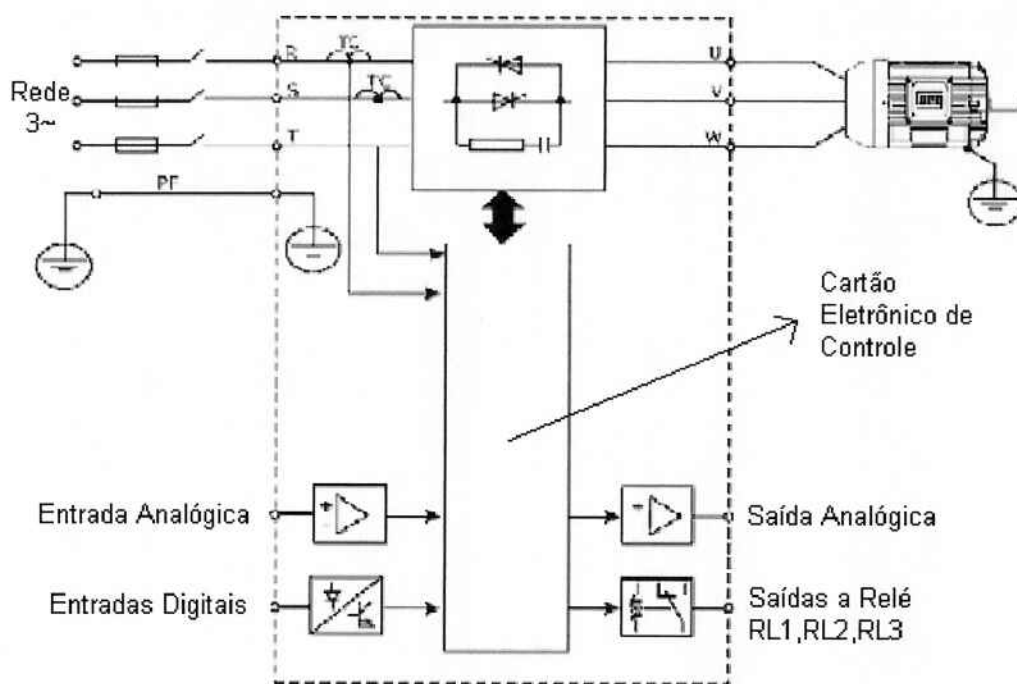 R
TC
U
Rede
3~
S
TC
V
T
W
PE
Cartão
Eletrônico de
Controle
Entrada Analógica
Saída Analógica
Entradas Digitais
Saídas a Relé
RL1,RL2,RL3